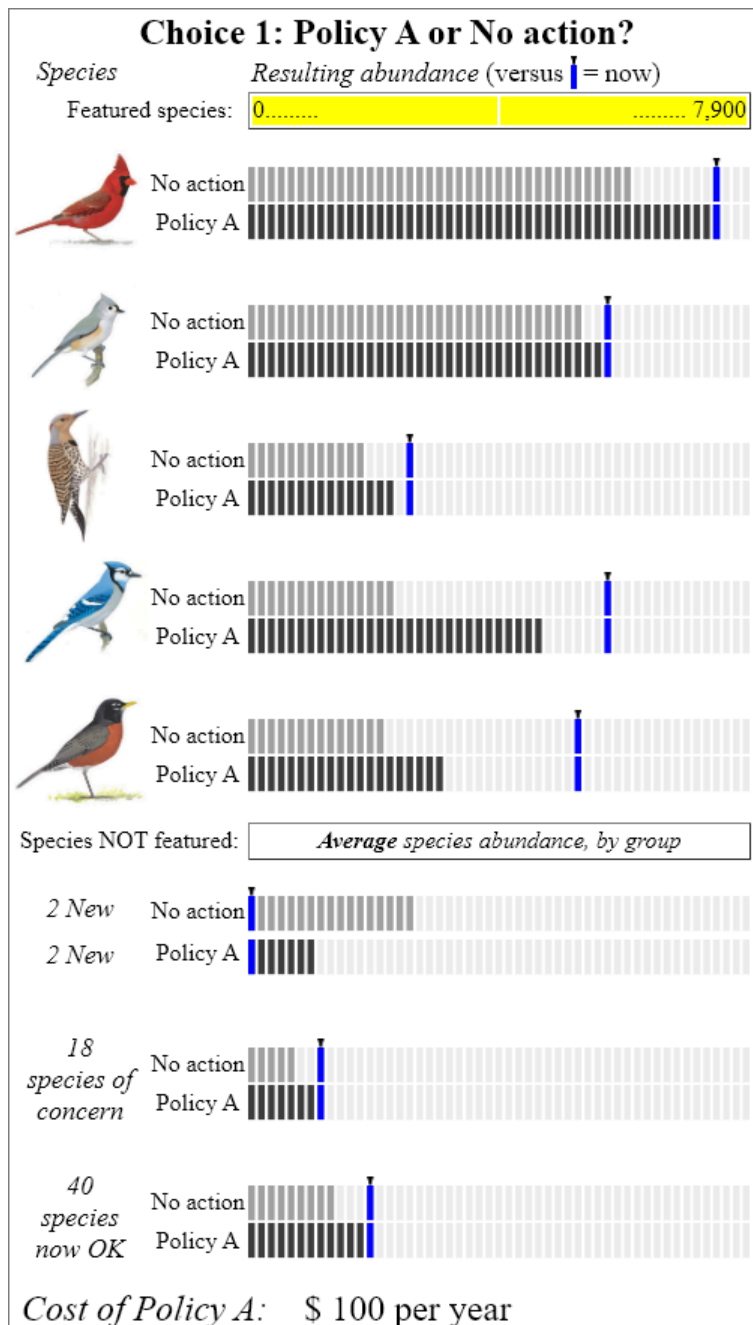 Choice 1: Policy A or No action?
Species Resulting abundance (versus = now)
Featured species: 0......... ......... 7,900
No action
Policy A
No action
Policy A
No action
Policy A
No action
Policy A
No action
Policy A
Species NOT featured: Average species abundance, by group
2 New No action
2 New Policy A
18
species of
concern
No action
Policy A
40
species
now OK
No action
Policy A
Cost of Policy A: $ 100 per year